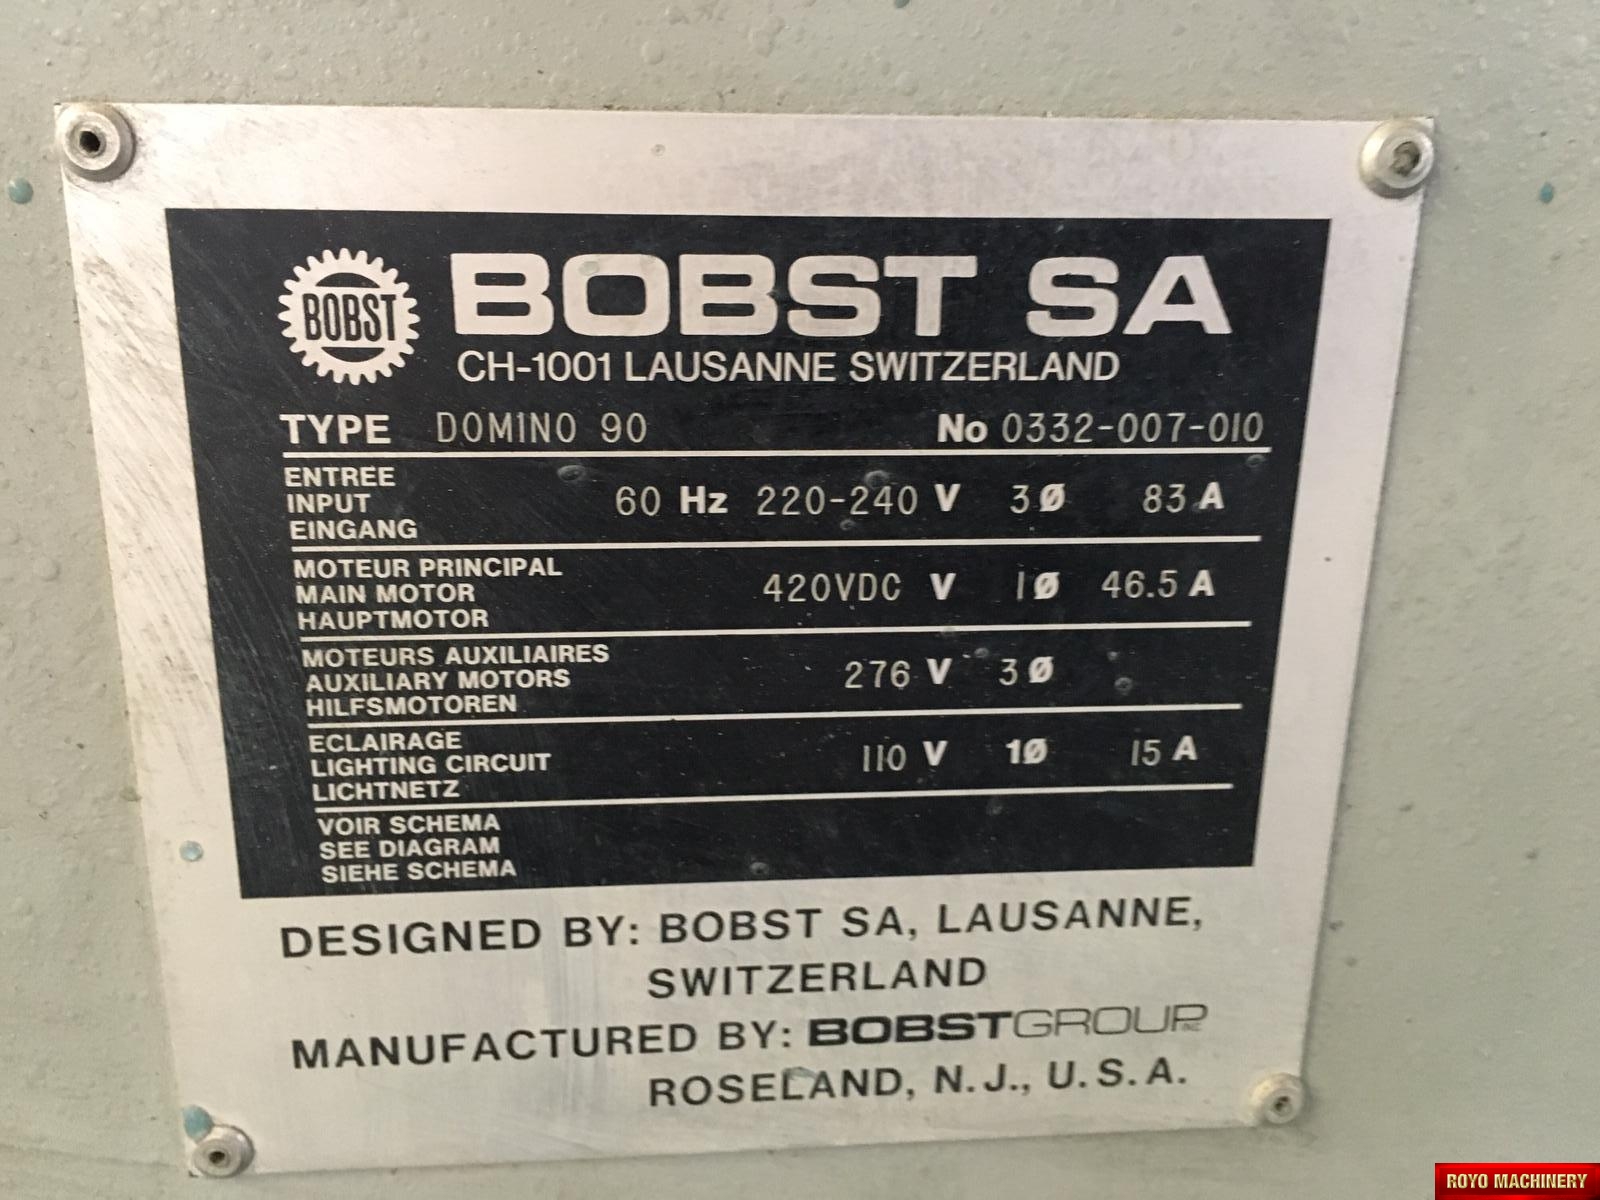 BOBST
BOBST SA
CH-1001 LAUSANNE SWITZERLAND
TYPE DOMINO 90 No 0332-007-010
ENTREE
INPUT 60 Hz 220-240 V 3Ø 83 A
EINGANG
MOTEUR PRINCIPAL
MAIN MOTOR 420VDC V 1Ø 46.5 A
HAUPTMOTOR
MOTEURS AUXILIAIRES
AUXILIARY MOTORS 276 V 3Ø
HILFSMOTOREN
ECLAIRAGE
LIGHTING CIRCUIT 110 V 1Ø 15 A
LICHTNETZ
VOIR SCHEMA
SEE DIAGRAM
SIEHE SCHEMA
DESIGNED BY: BOBST SA, LAUSANNE,
SWITZERLAND
MANUFACTURED BY: BOBSTGROUP INC
ROSELAND, N.J., U.S.A.
ROYO MACHINERY